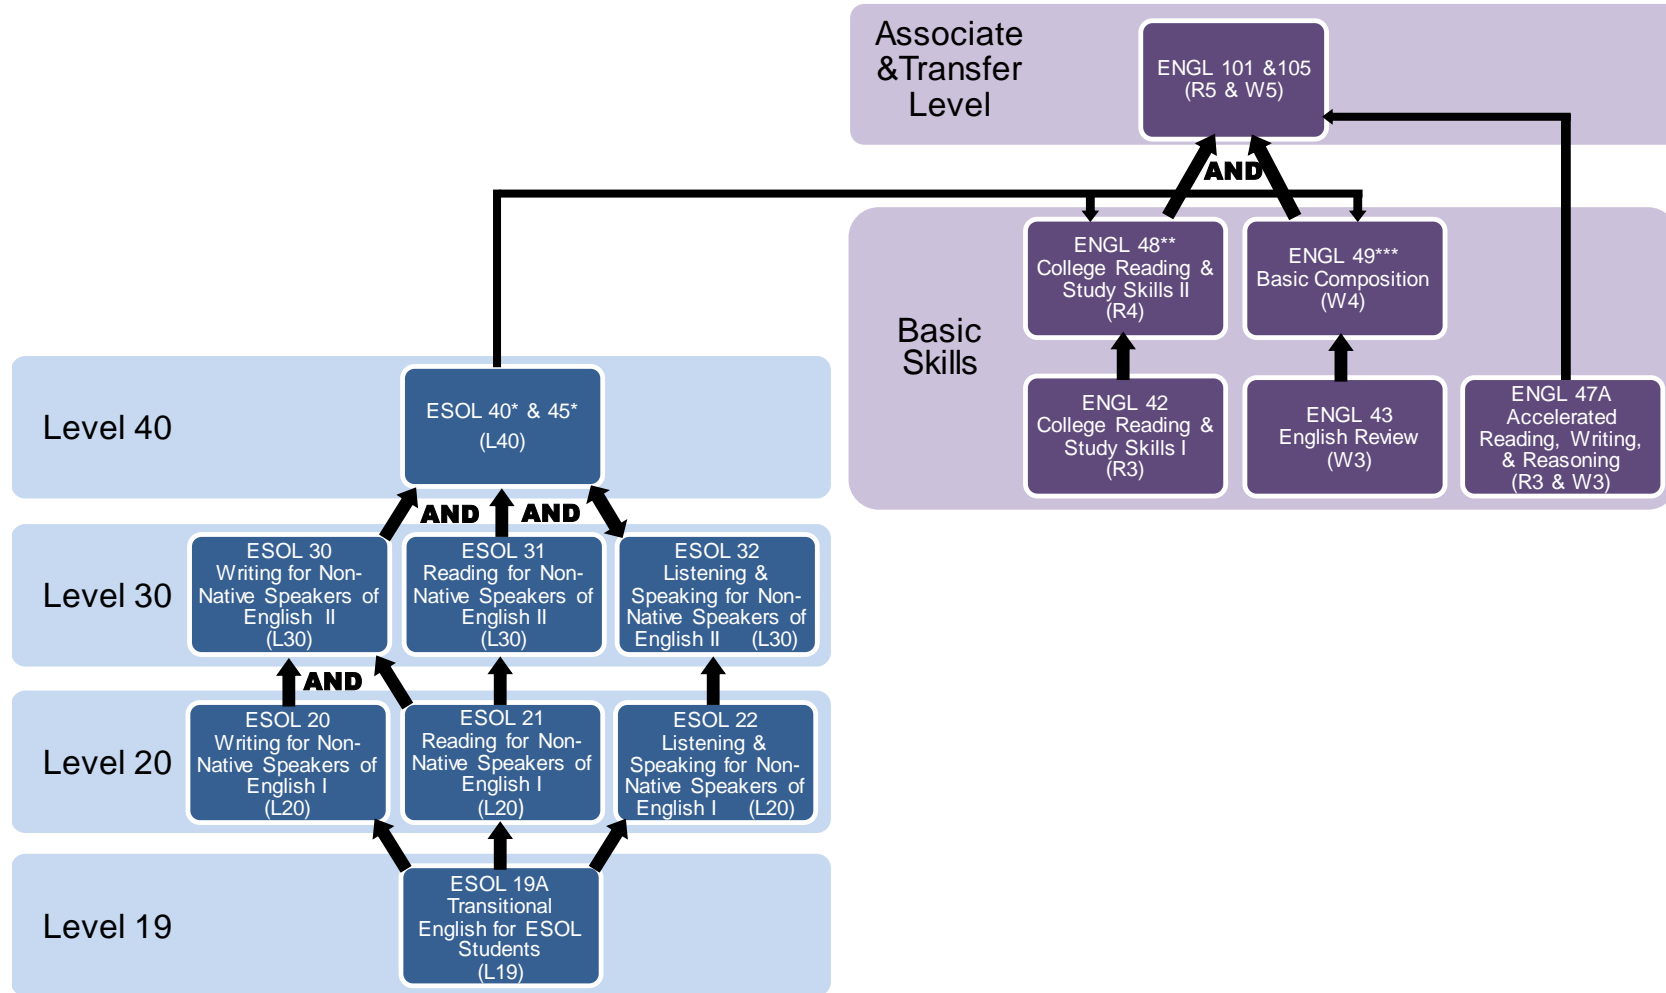 Associate
&Transfer
Level
ENGL 101 &105
(R5 & W5)
AND
Basic
Skills
ENGL 48**
College Reading &
Study Skills II
(R4)
ENGL 49***
Basic Composition
(W4)
ENGL 42
College Reading &
Study Skills I
(R3)
ENGL 43
English Review
(W3)
ENGL 47A
Accelerated
Reading, Writing,
& Reasoning
(R3 & W3)
Level 40
ESOL 40* & 45*
(L40)
AND
AND
Level 30
ESOL 30
Writing for Non-
Native Speakers of
English II
(L30)
ESOL 31
Reading for Non-
Native Speakers of
English II
(L30)
ESOL 32
Listening &
Speaking for Non-
Native Speakers of
English II (L30)
AND
Level 20
ESOL 20
Writing for Non-
Native Speakers of
English I
(L20)
ESOL 21
Reading for Non-
Native Speakers of
English I
(L20)
ESOL 22
Listening &
Speaking for Non-
Native Speakers of
English I (L20)
Level 19
ESOL 19A
Transitional
English for ESOL
Students
(L19)